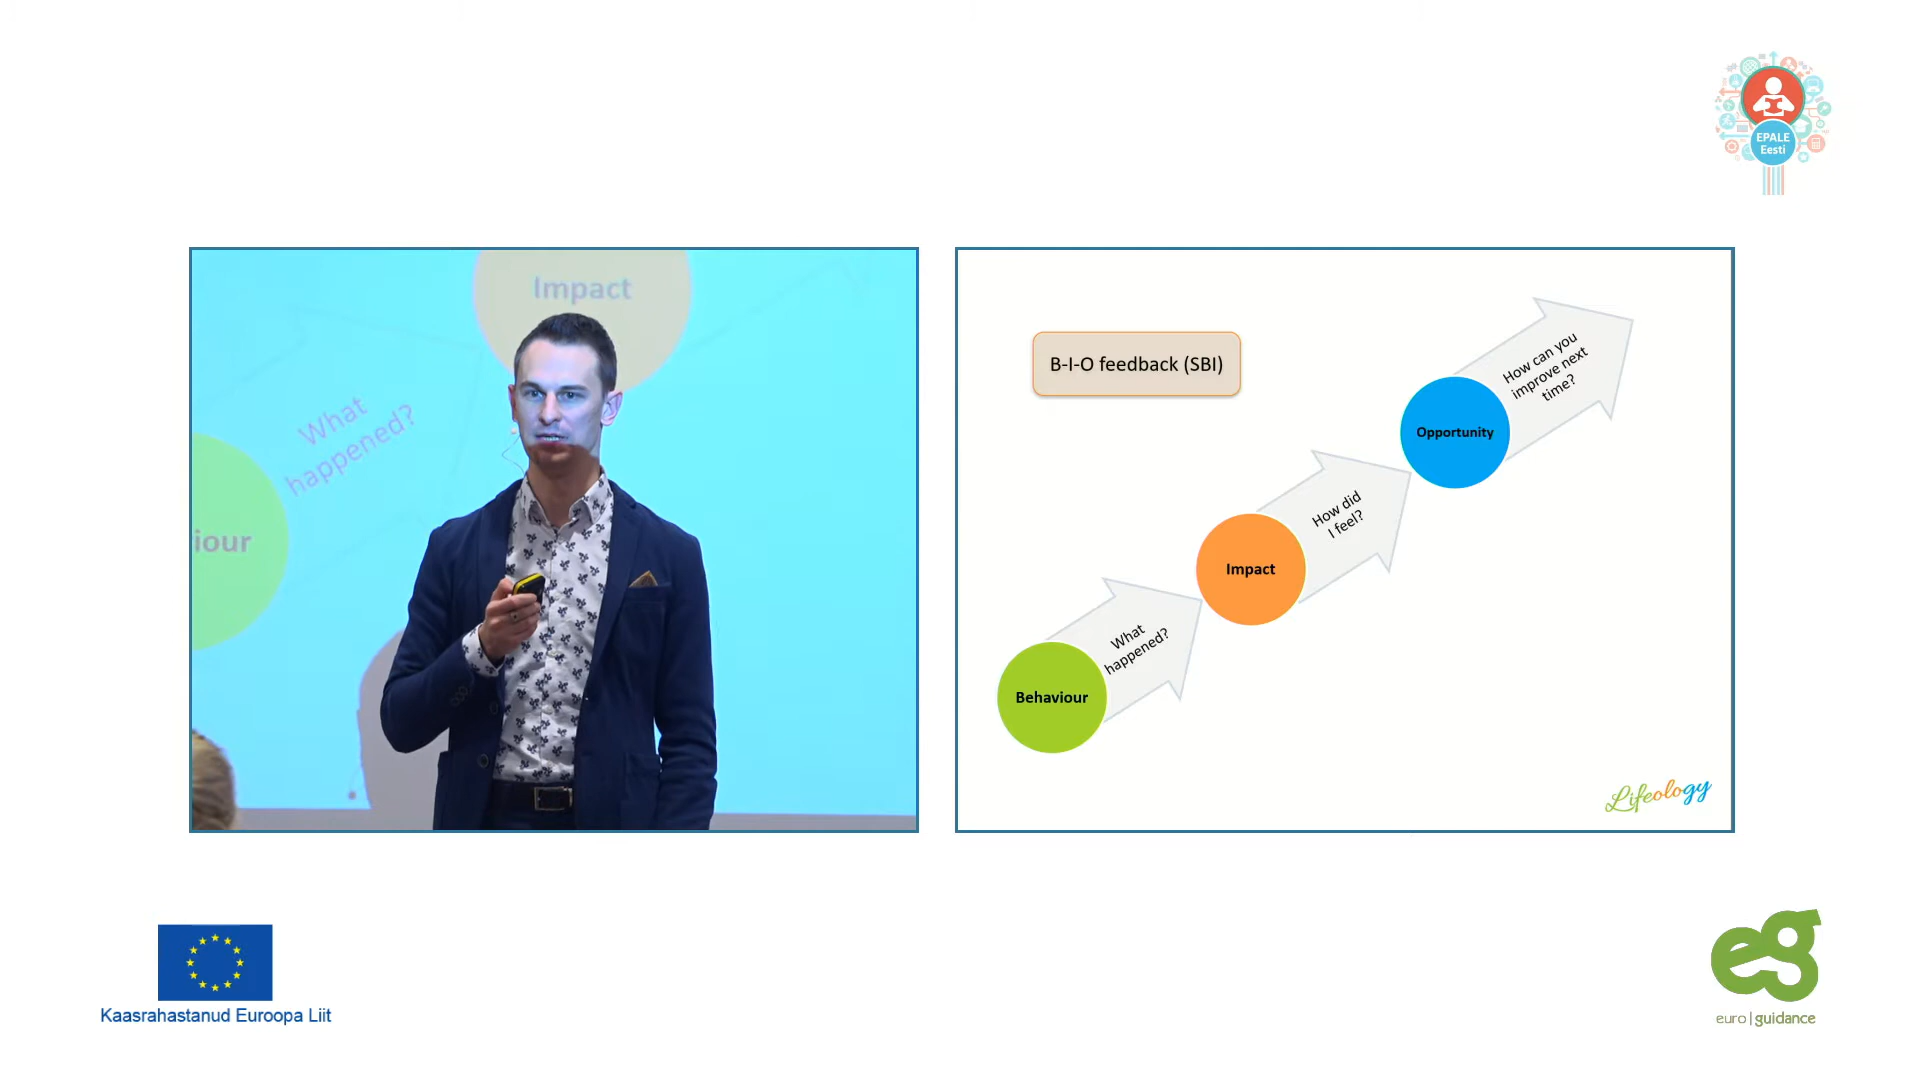 EPALE
Eesti
Impact
What
happened?
iour
B-I-O feedback (SBI)
How can you
improve next
time?
Opportunity
How did
I feel?
Impact
What
happened?
Behaviour
Lifeology
Kaasrahastanud Euroopa Liit
eg
euro|guidance